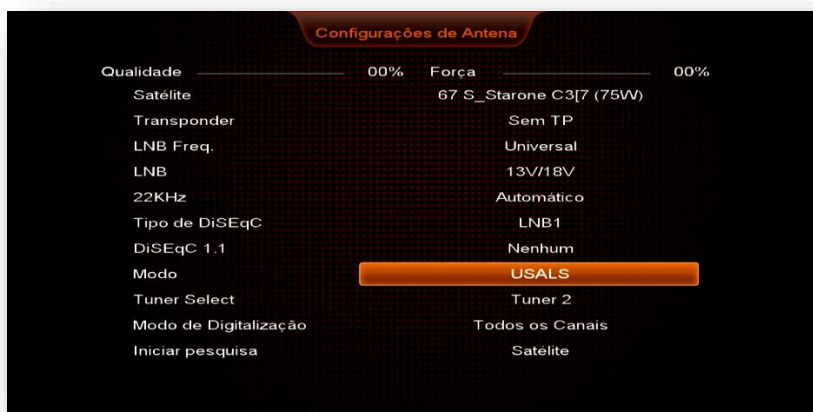 Configurações de Antena
Qualidade 00% Força 00%
Satélite 67 S_Starone C3[7 (75W)
Transponder Sem TP
LNB Freq. Universal
LNB 13V/18V
22KHz Automático
Tipo de DiSEqC LNB1
DiSEqC 1.1 Nenhum
Modo USALS
Tuner Select Tuner 2
Modo de Digitalização Todos os Canais
Iniciar pesquisa Satélite